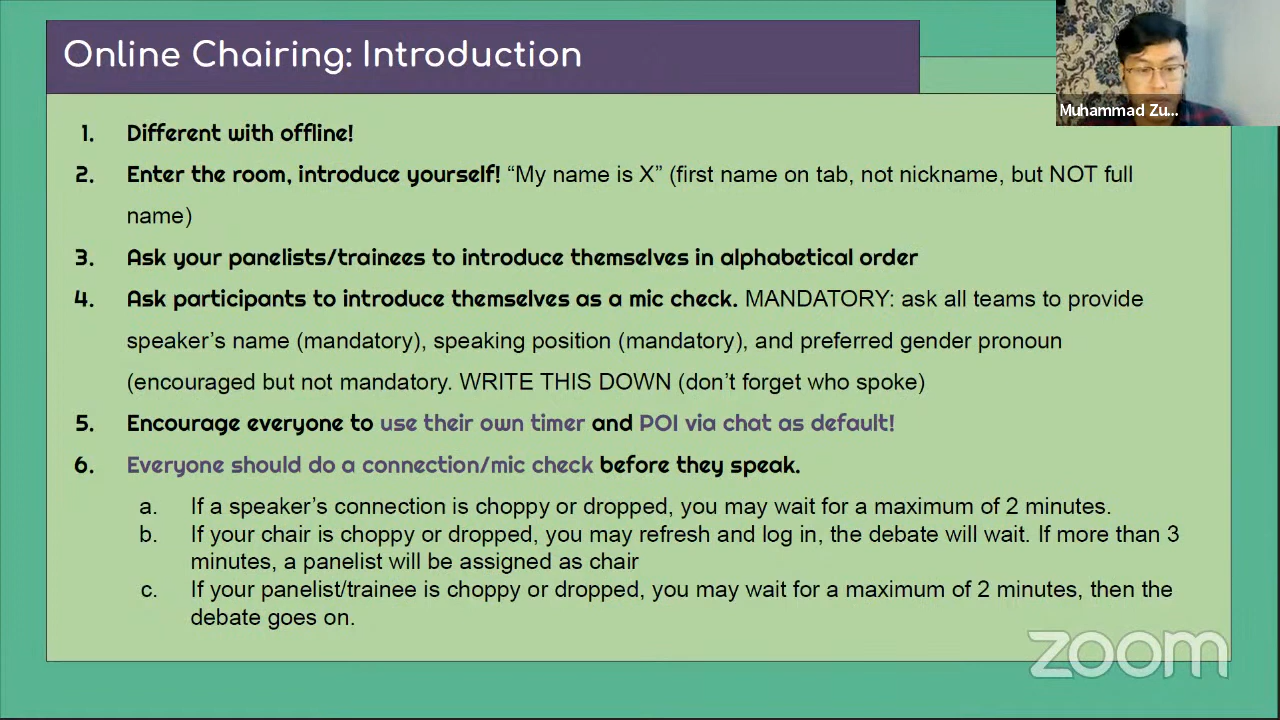 Online Chairing: Introduction
Muhammad Zu...
1. Different with offline!
2. Enter the room, introduce yourself! “My name is X” (first name on tab, not nickname, but NOT full
name)
3. Ask your panelists/trainees to introduce themselves in alphabetical order
4. Ask participants to introduce themselves as a mic check. MANDATORY: ask all teams to provide
speaker’s name (mandatory), speaking position (mandatory), and preferred gender pronoun
(encouraged but not mandatory. WRITE THIS DOWN (don’t forget who spoke)
5. Encourage everyone to use their own timer and POI via chat as default!
6. Everyone should do a connection/mic check before they speak.
a. If a speaker’s connection is choppy or dropped, you may wait for a maximum of 2 minutes.
b. If your chair is choppy or dropped, you may refresh and log in, the debate will wait. If more than 3
minutes, a panelist will be assigned as chair
c. If your panelist/trainee is choppy or dropped, you may wait for a maximum of 2 minutes, then the
debate goes on.
zoom